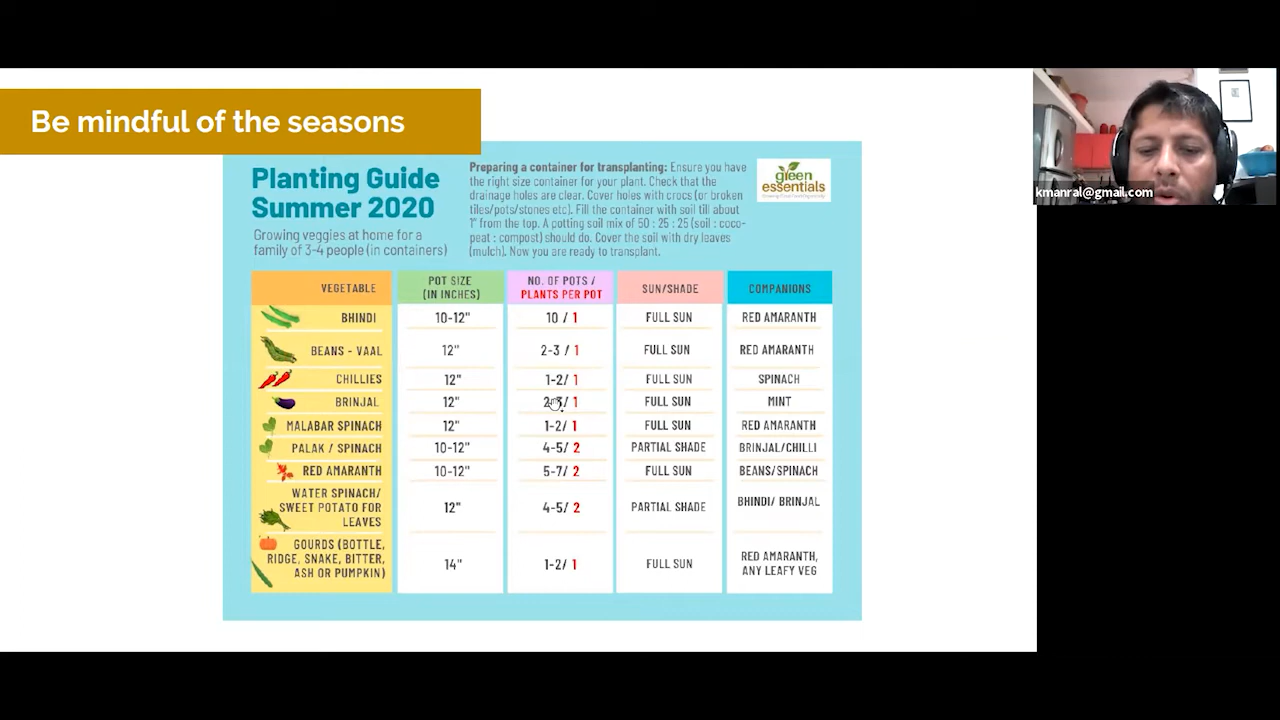 Be mindful of the seasons
kmanral@gmail.com
Planting Guide
Summer 2020
Growing veggies at home for a
family of 3-4 people (in containers)
Preparing a container for transplanting: Ensure you have
the right size container for your plant. Check that the
drainage holes are clear. Cover holes with crocs (or broken
tiles/pots/stones etc). Fill the container with soil till about
1" from the top. A potting soil mix of 50 : 25 : 25 (soil : coco-
peat : compost) should do. Cover the soil with dry leaves
(mulch). Now you are ready to transplant.
green
essentials
VEGETABLE
POT SIZE
(IN INCHES)
NO. OF POTS /
PLANTS PER POT
SUN/SHADE
COMPANIONS
BHINDI 10-12" 10 / 1 FULL SUN RED AMARANTH
BEANS - VAAL 12" 2-3 / 1 FULL SUN RED AMARANTH
CHILLIES 12" 1-2/ 1 FULL SUN SPINACH
BRINJAL 12" 2-3/ 1 FULL SUN MINT
MALABAR SPINACH 12" 1-2/ 1 FULL SUN RED AMARANTH
PALAK / SPINACH 10-12" 4-5/ 2 PARTIAL SHADE BRINJAL/CHILLI
RED AMARANTH 10-12" 5-7/ 2 FULL SUN BEANS/SPINACH
WATER SPINACH/
SWEET POTATO FOR
LEAVES
12" 4-5/ 2 PARTIAL SHADE BHINDI/ BRINJAL
GOURDS (BOTTLE,
RIDGE, SNAKE, BITTER,
ASH OR PUMPKIN)
14" 1-2/ 1 FULL SUN
RED AMARANTH,
ANY LEAFY VEG